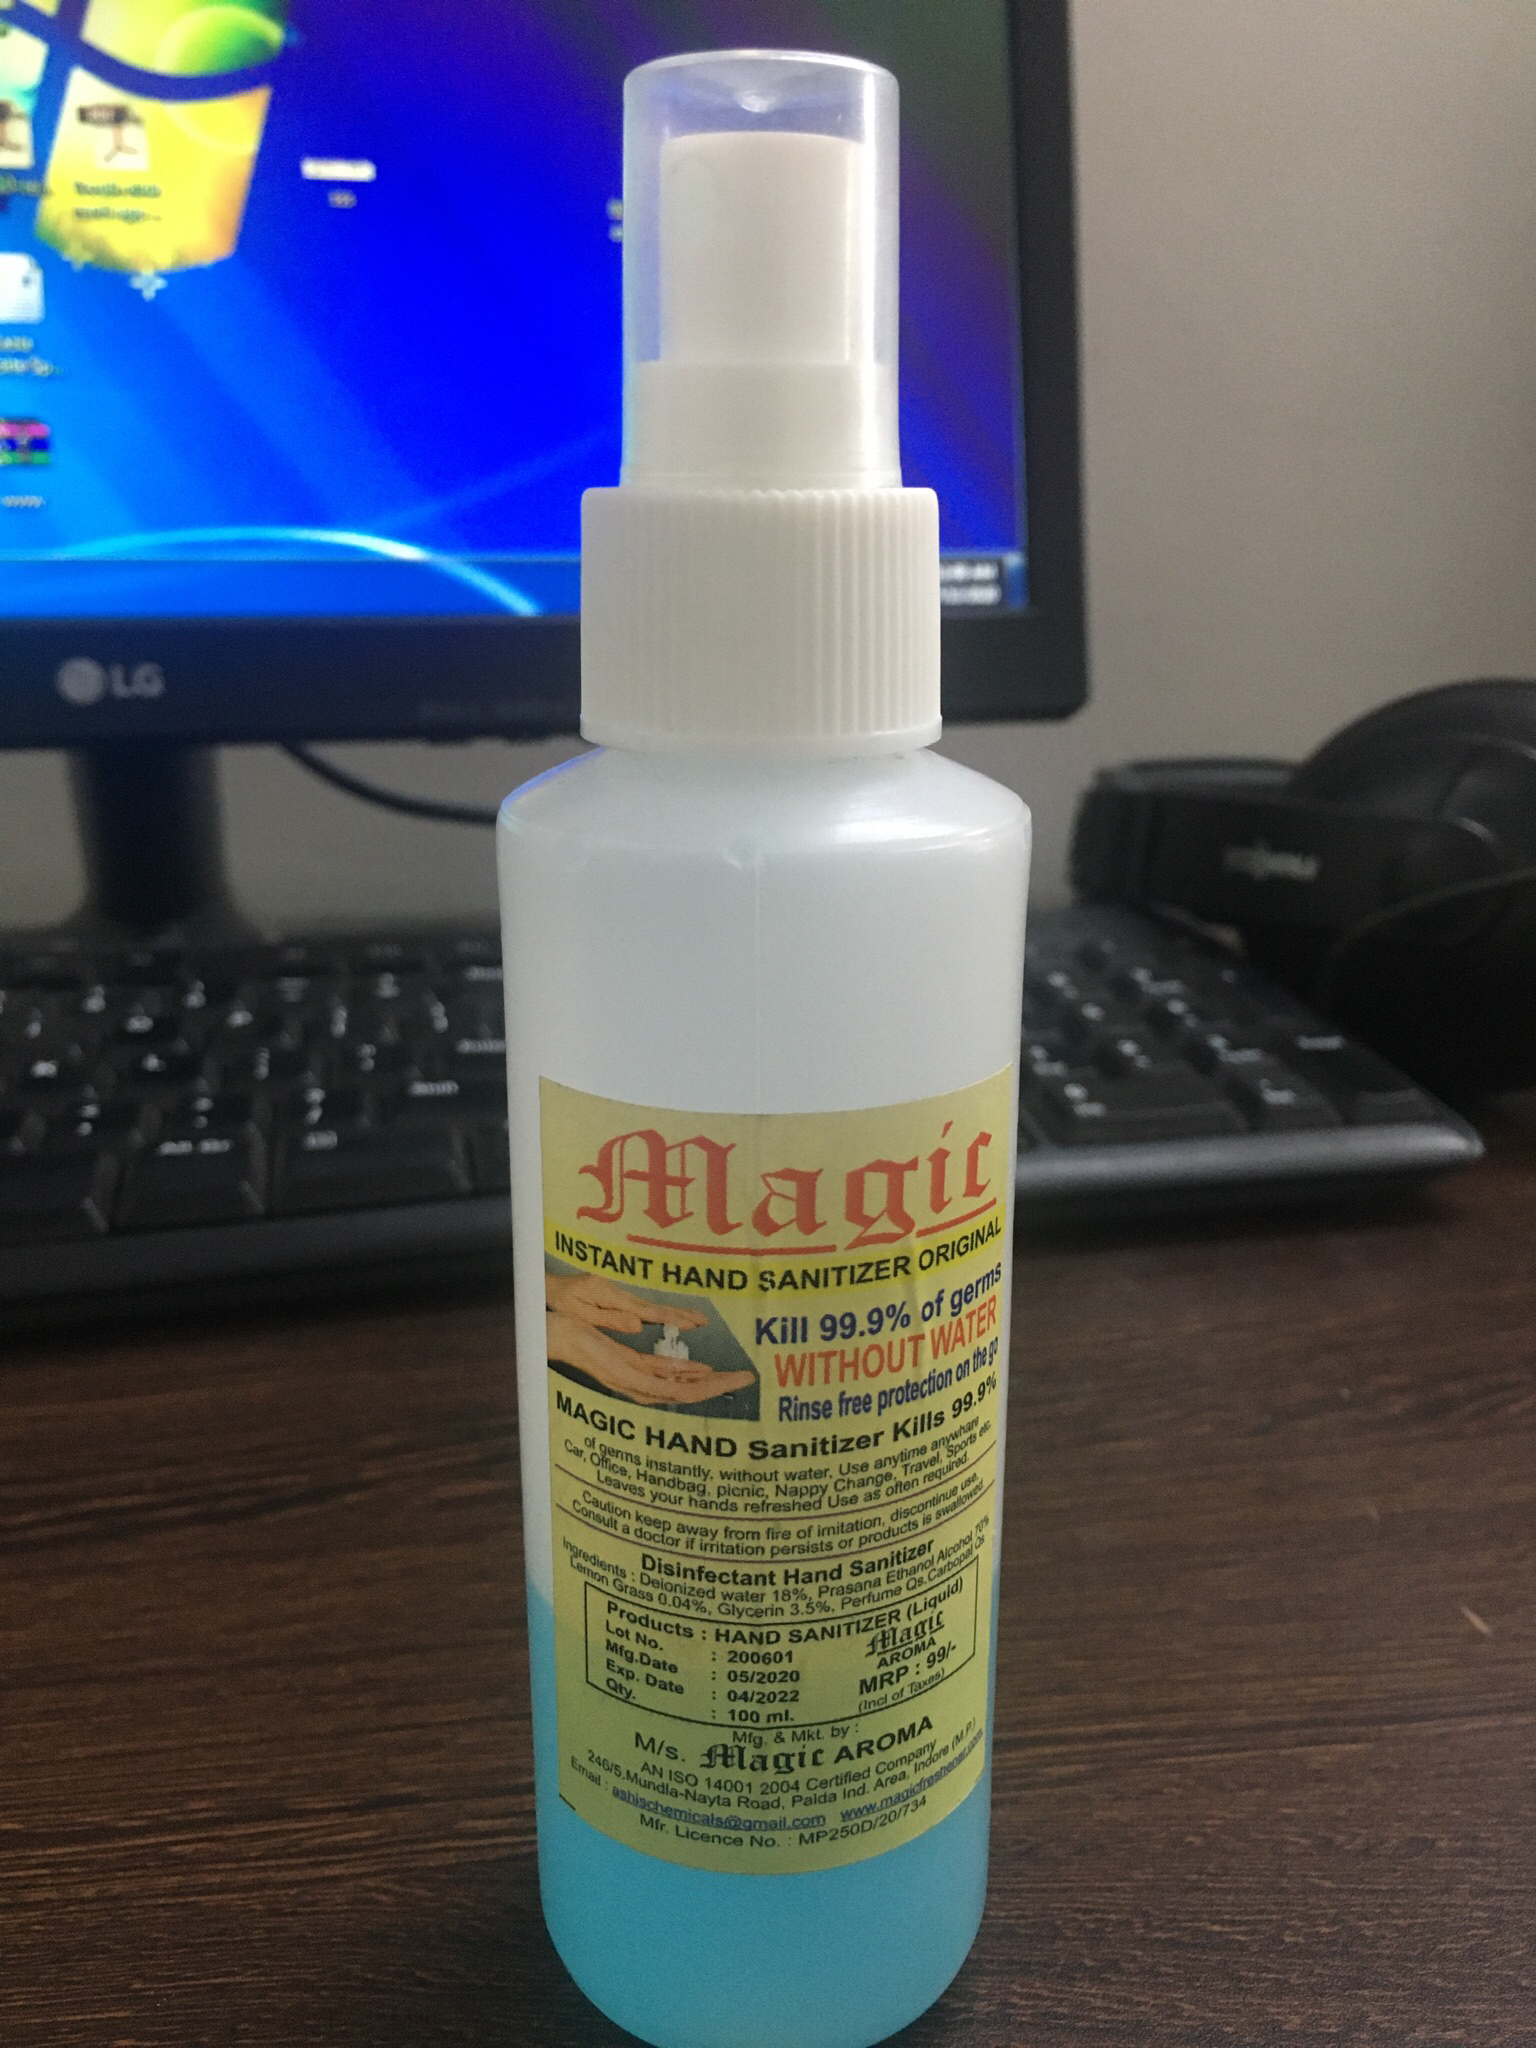 LG
Magic
INSTANT HAND SANITIZER ORIGINAL
Kill 99.9% of germs
WITHOUT WATER
Rinse free protection on the go
MAGIC HAND Sanitizer Kills 99.9%
of germs instantly, without water. Use anytime anywhare
Car, Office, Handbag, picnic, Nappy Change, Travel, Sports etc.
Leaves your hands refreshed Use as often required.
Caution keep away from fire of irritation, discontinue use.
Consult a doctor if irritation persists or products is swallowed.
Disinfectant Hand Sanitizer
Ingredients : Deionized water 18%, Prasana Ethanol Alcohol 70%
Lemon Grass 0.04%, Glycerin 3.5%, Perfume Qs, Carbopal Qs
Products : HAND SANITIZER (Liquid)
Lot No. : 200601
Mfg.Date : 05/2020
Exp. Date : 04/2022
Qty. : 100 ml.
Magic
AROMA
MRP : 99/-
(Incl of Taxes)
Mfg. & Mkt. by :
M/s. Magic AROMA
AN ISO 14001 2004 Certified Company
246/5, Mundla-Nayta Road, Palda Ind. Area, Indore (M.P.)
Email : ashischemicals@gmail.com www.magicfreshener.com
Mfr. Licence No. : MP250D/20/734